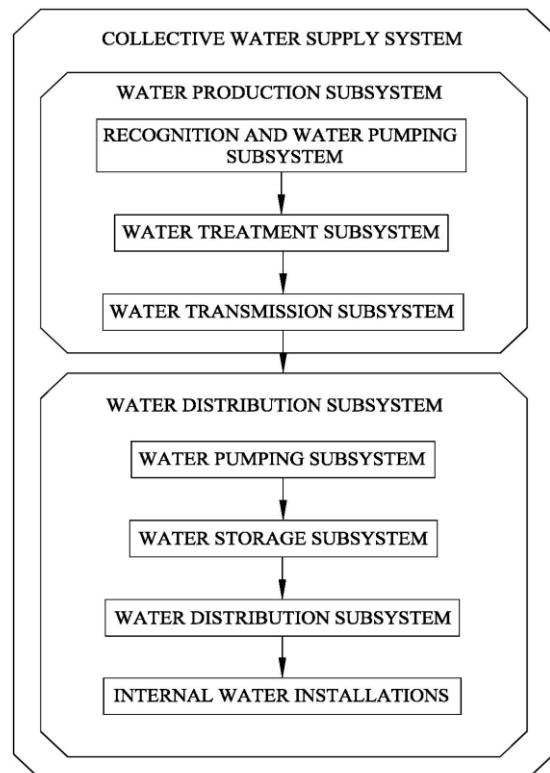 COLLECTIVE WATER SUPPLY SYSTEM
WATER PRODUCTION SUBSYSTEM
RECOGNITION AND WATER PUMPING
SUBSYSTEM
WATER TREATMENT SUBSYSTEM
WATER TRANSMISSION SUBSYSTEM
WATER DISTRIBUTION SUBSYSTEM
WATER PUMPING SUBSYSTEM
WATER STORAGE SUBSYSTEM
WATER DISTRIBUTION SUBSYSTEM
INTERNAL WATER INSTALLATIONS